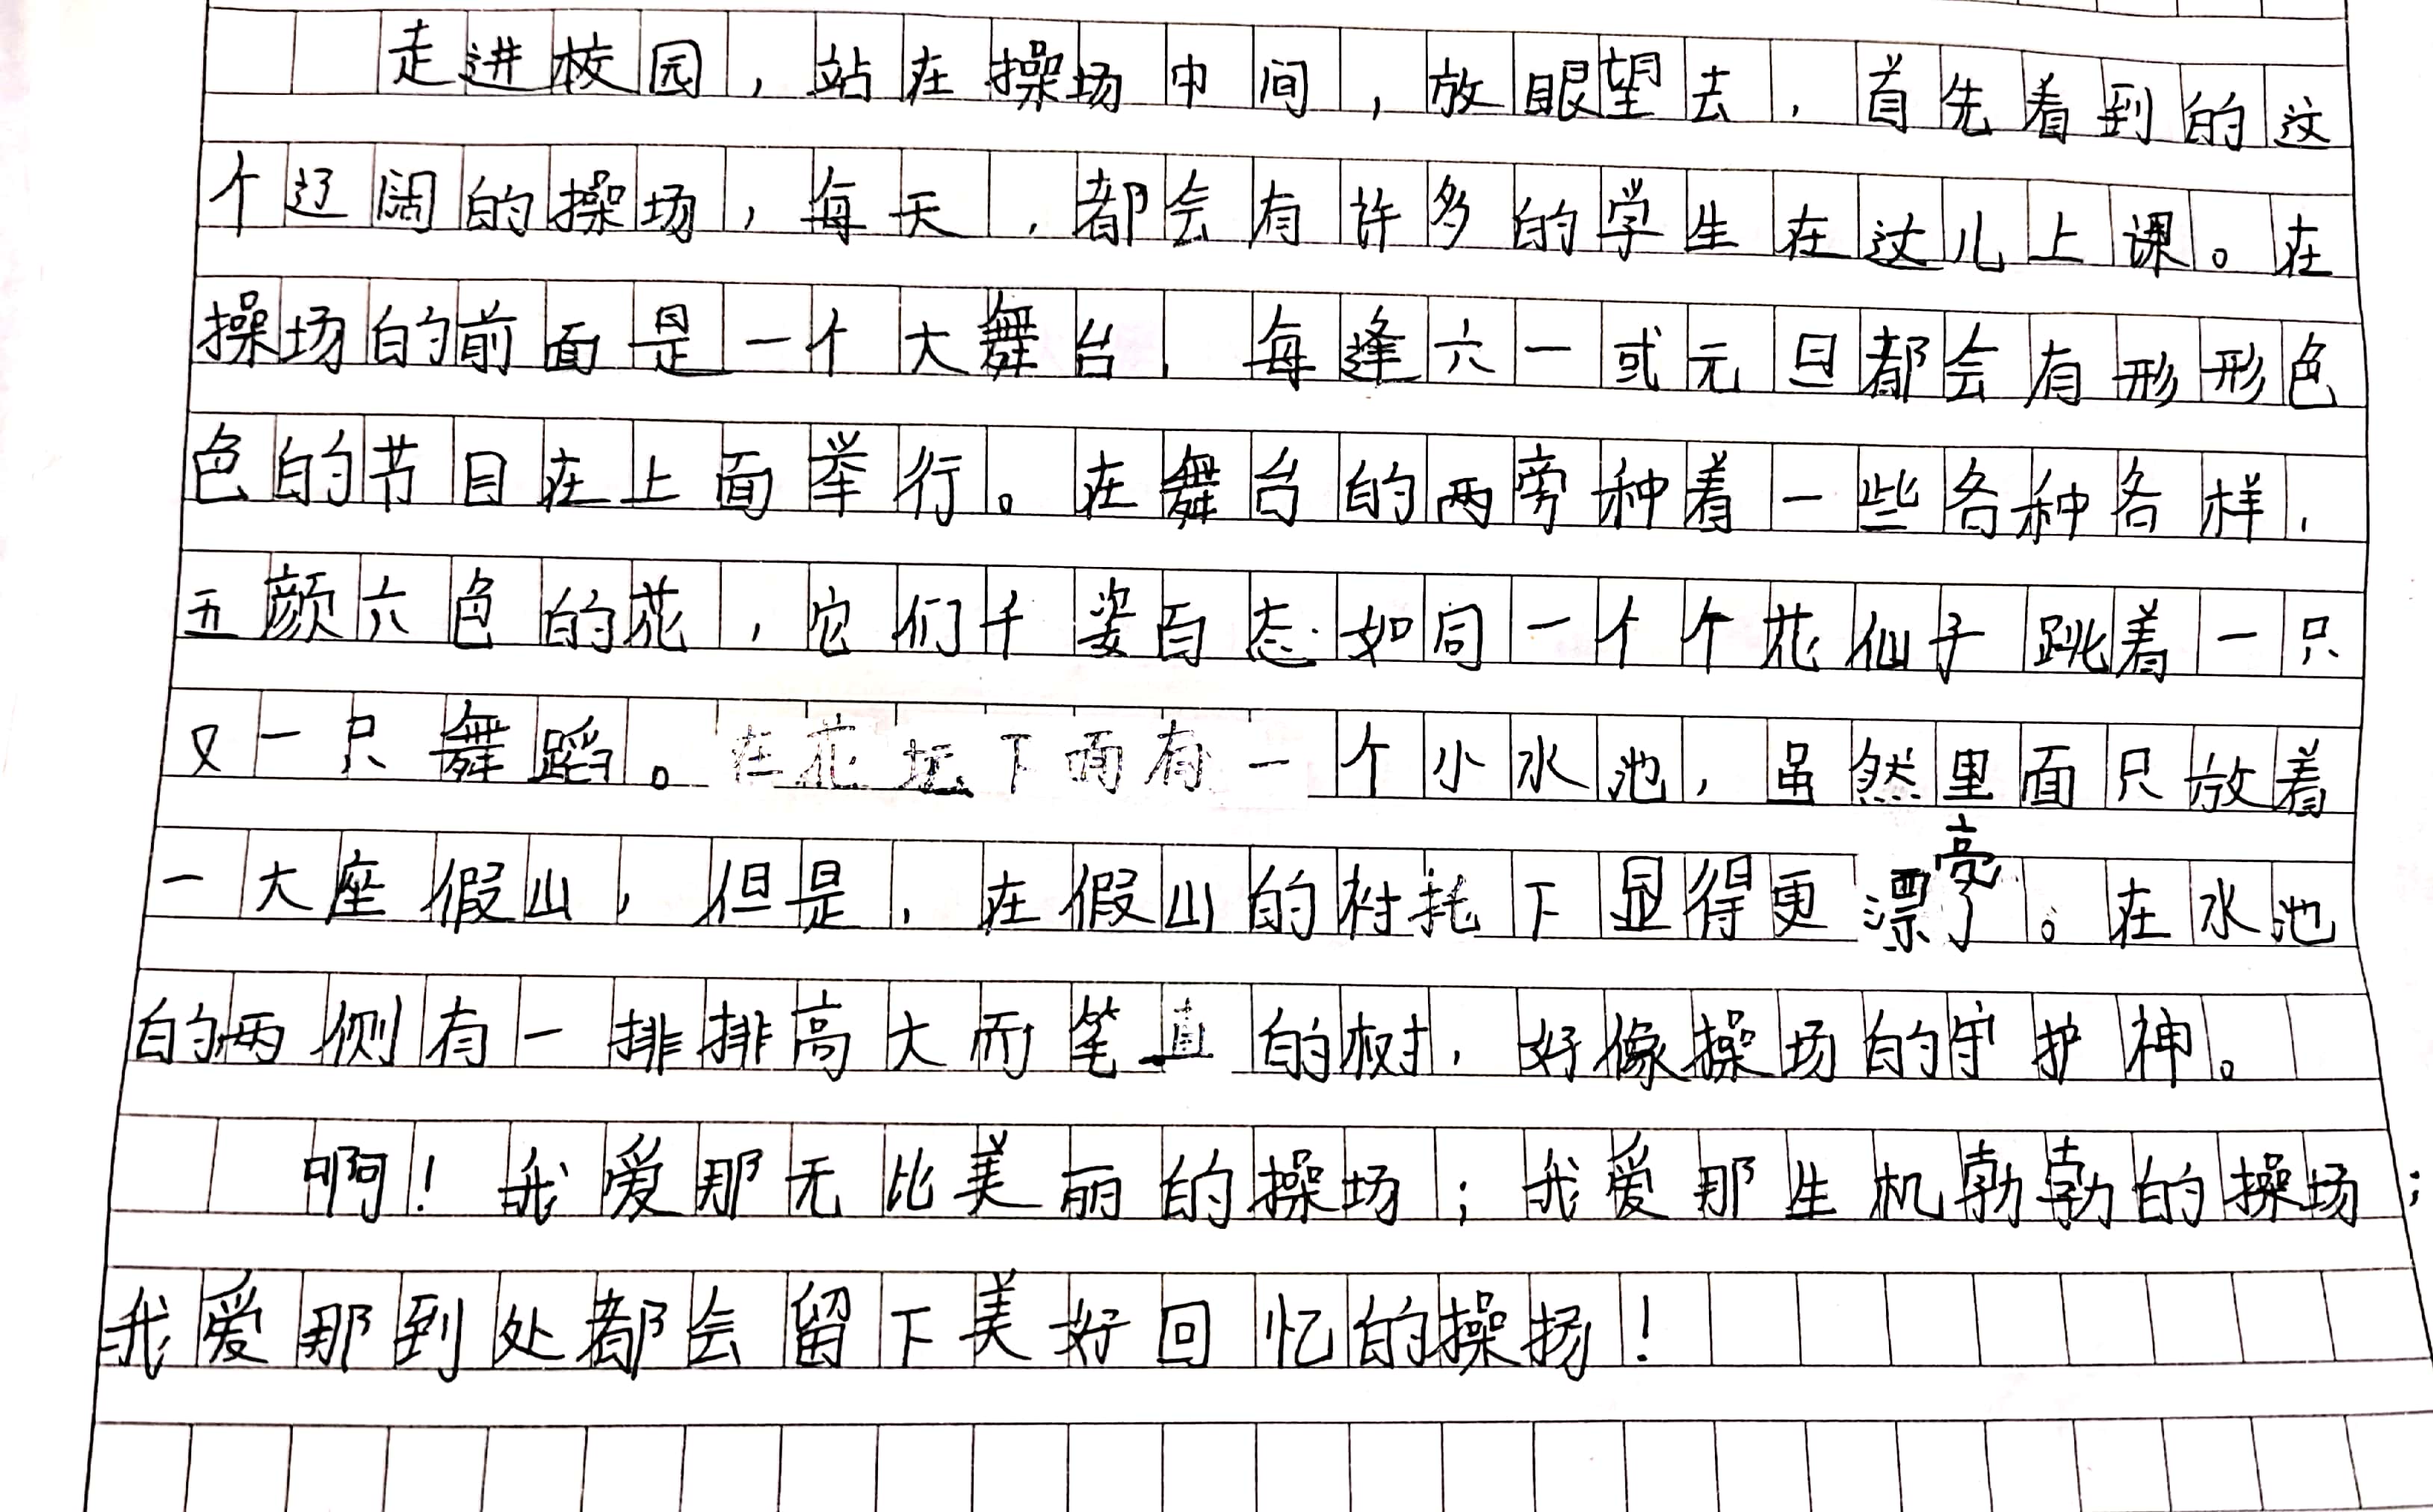 走进校园，站在操场中间，放眼望去，首先看到的这
个辽阔的操场，每天，都会有许多的学生在这儿上课。在
操场的前面是一个大舞台，每逢六一或元旦都会有形形色
色的节目在上面举行。在舞台的两旁种着一些各种各样，
五颜六色的花，它们千姿百态.如同一个个花仙子跳着一只
又一只舞蹈。在花坛下面有一个小水池，虽然里面只放着
一大座假山，但是，在假山的衬托下显得更漂亮了。在水池
的两侧有一排排高大而笔直的树，好像操场的守护神。
啊！我爱那无比美丽的操场；我爱那生机勃勃的操场；
我爱那到处都会留下美好回忆的操场！